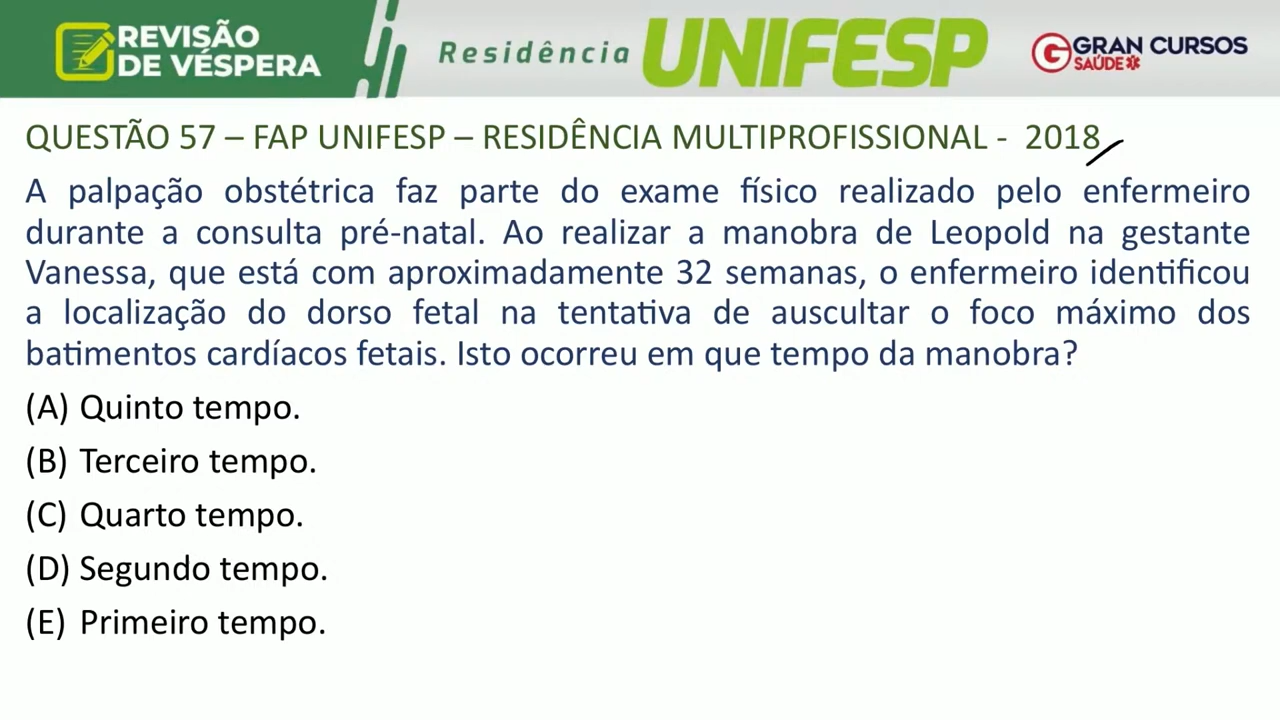 REVISÃO
DE VÉSPERA
Residência UNIFESP
GRAN CURSOS
SAÚDE
QUESTÃO 57 – FAP UNIFESP – RESIDÊNCIA MULTIPROFISSIONAL - 2018
A palpação obstétrica faz parte do exame físico realizado pelo enfermeiro
durante a consulta pré-natal. Ao realizar a manobra de Leopold na gestante
Vanessa, que está com aproximadamente 32 semanas, o enfermeiro identificou
a localização do dorso fetal na tentativa de auscultar o foco máximo dos
batimentos cardíacos fetais. Isto ocorreu em que tempo da manobra?
(A) Quinto tempo.
(B) Terceiro tempo.
(C) Quarto tempo.
(D) Segundo tempo.
(E) Primeiro tempo.